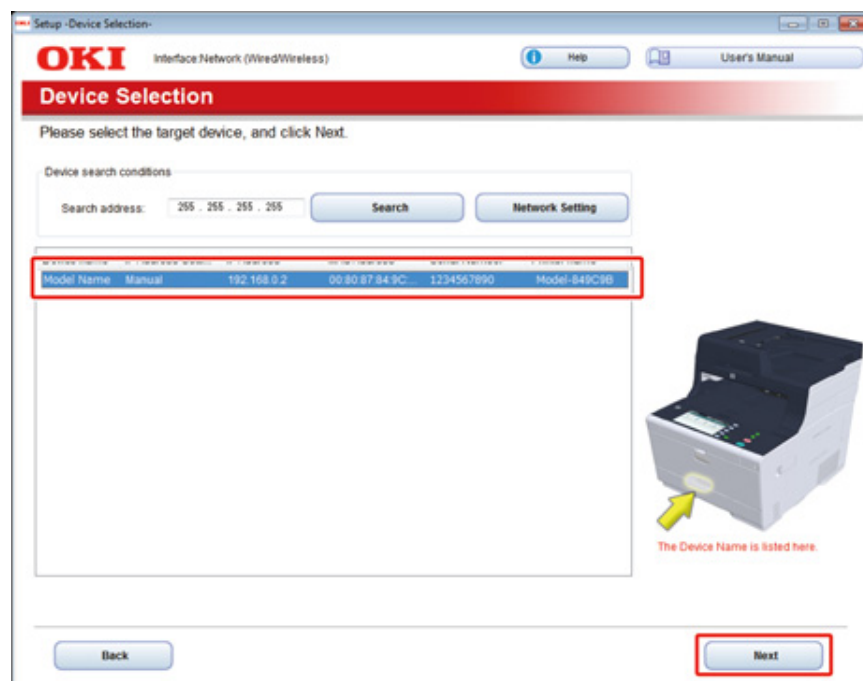 OKI Setup -Device Selection-
OKI Interface:Network (Wired/Wireless) Help User's Manual
Device Selection
Please select the target device, and click Next.
Device search conditions
Search address: 255 . 255 . 255 . 255 Search Network Setting
Model Name Manual 192.168.0.2 00:80:87:84:9C... 1234567890 Model-849C9B
The Device Name is listed here.
Back Next